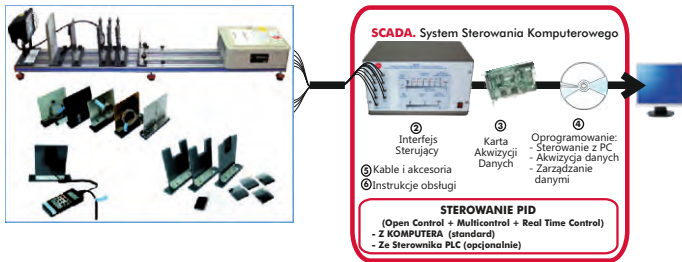 SCADA. System Sterowania Komputerowego
② Interfejs
Sterujący
③ Karta
Akwizycji
Danych
④ Oprogramowanie:
- Sterowanie z PC
- Akwizycja danych
- Zarządzanie
danymi
⑤ Kable i akcesoria
⑥ Instrukcje obsługi
STEROWANIE PID
(Open Control + Multicontrol + Real Time Control)
- Z KOMPUTERA (standard)
- Ze Sterownika PLC (opcjonalnie)